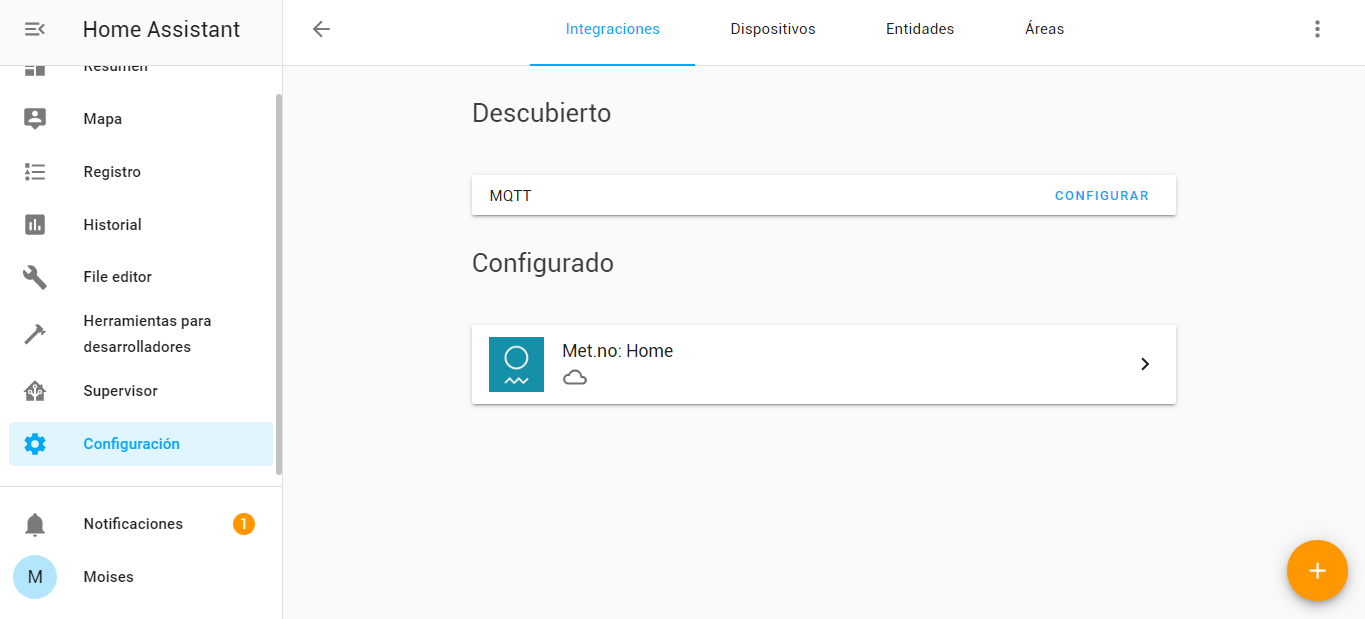 Home Assistant
Integraciones
Dispositivos
Entidades
Áreas
Resumen
Mapa
Registro
Historial
File editor
Herramientas para
desarrolladores
Supervisor
Configuración
Notificaciones
1
M
Moises
Descubierto
MQTT
CONFIGURAR
Configurado
Met.no: Home